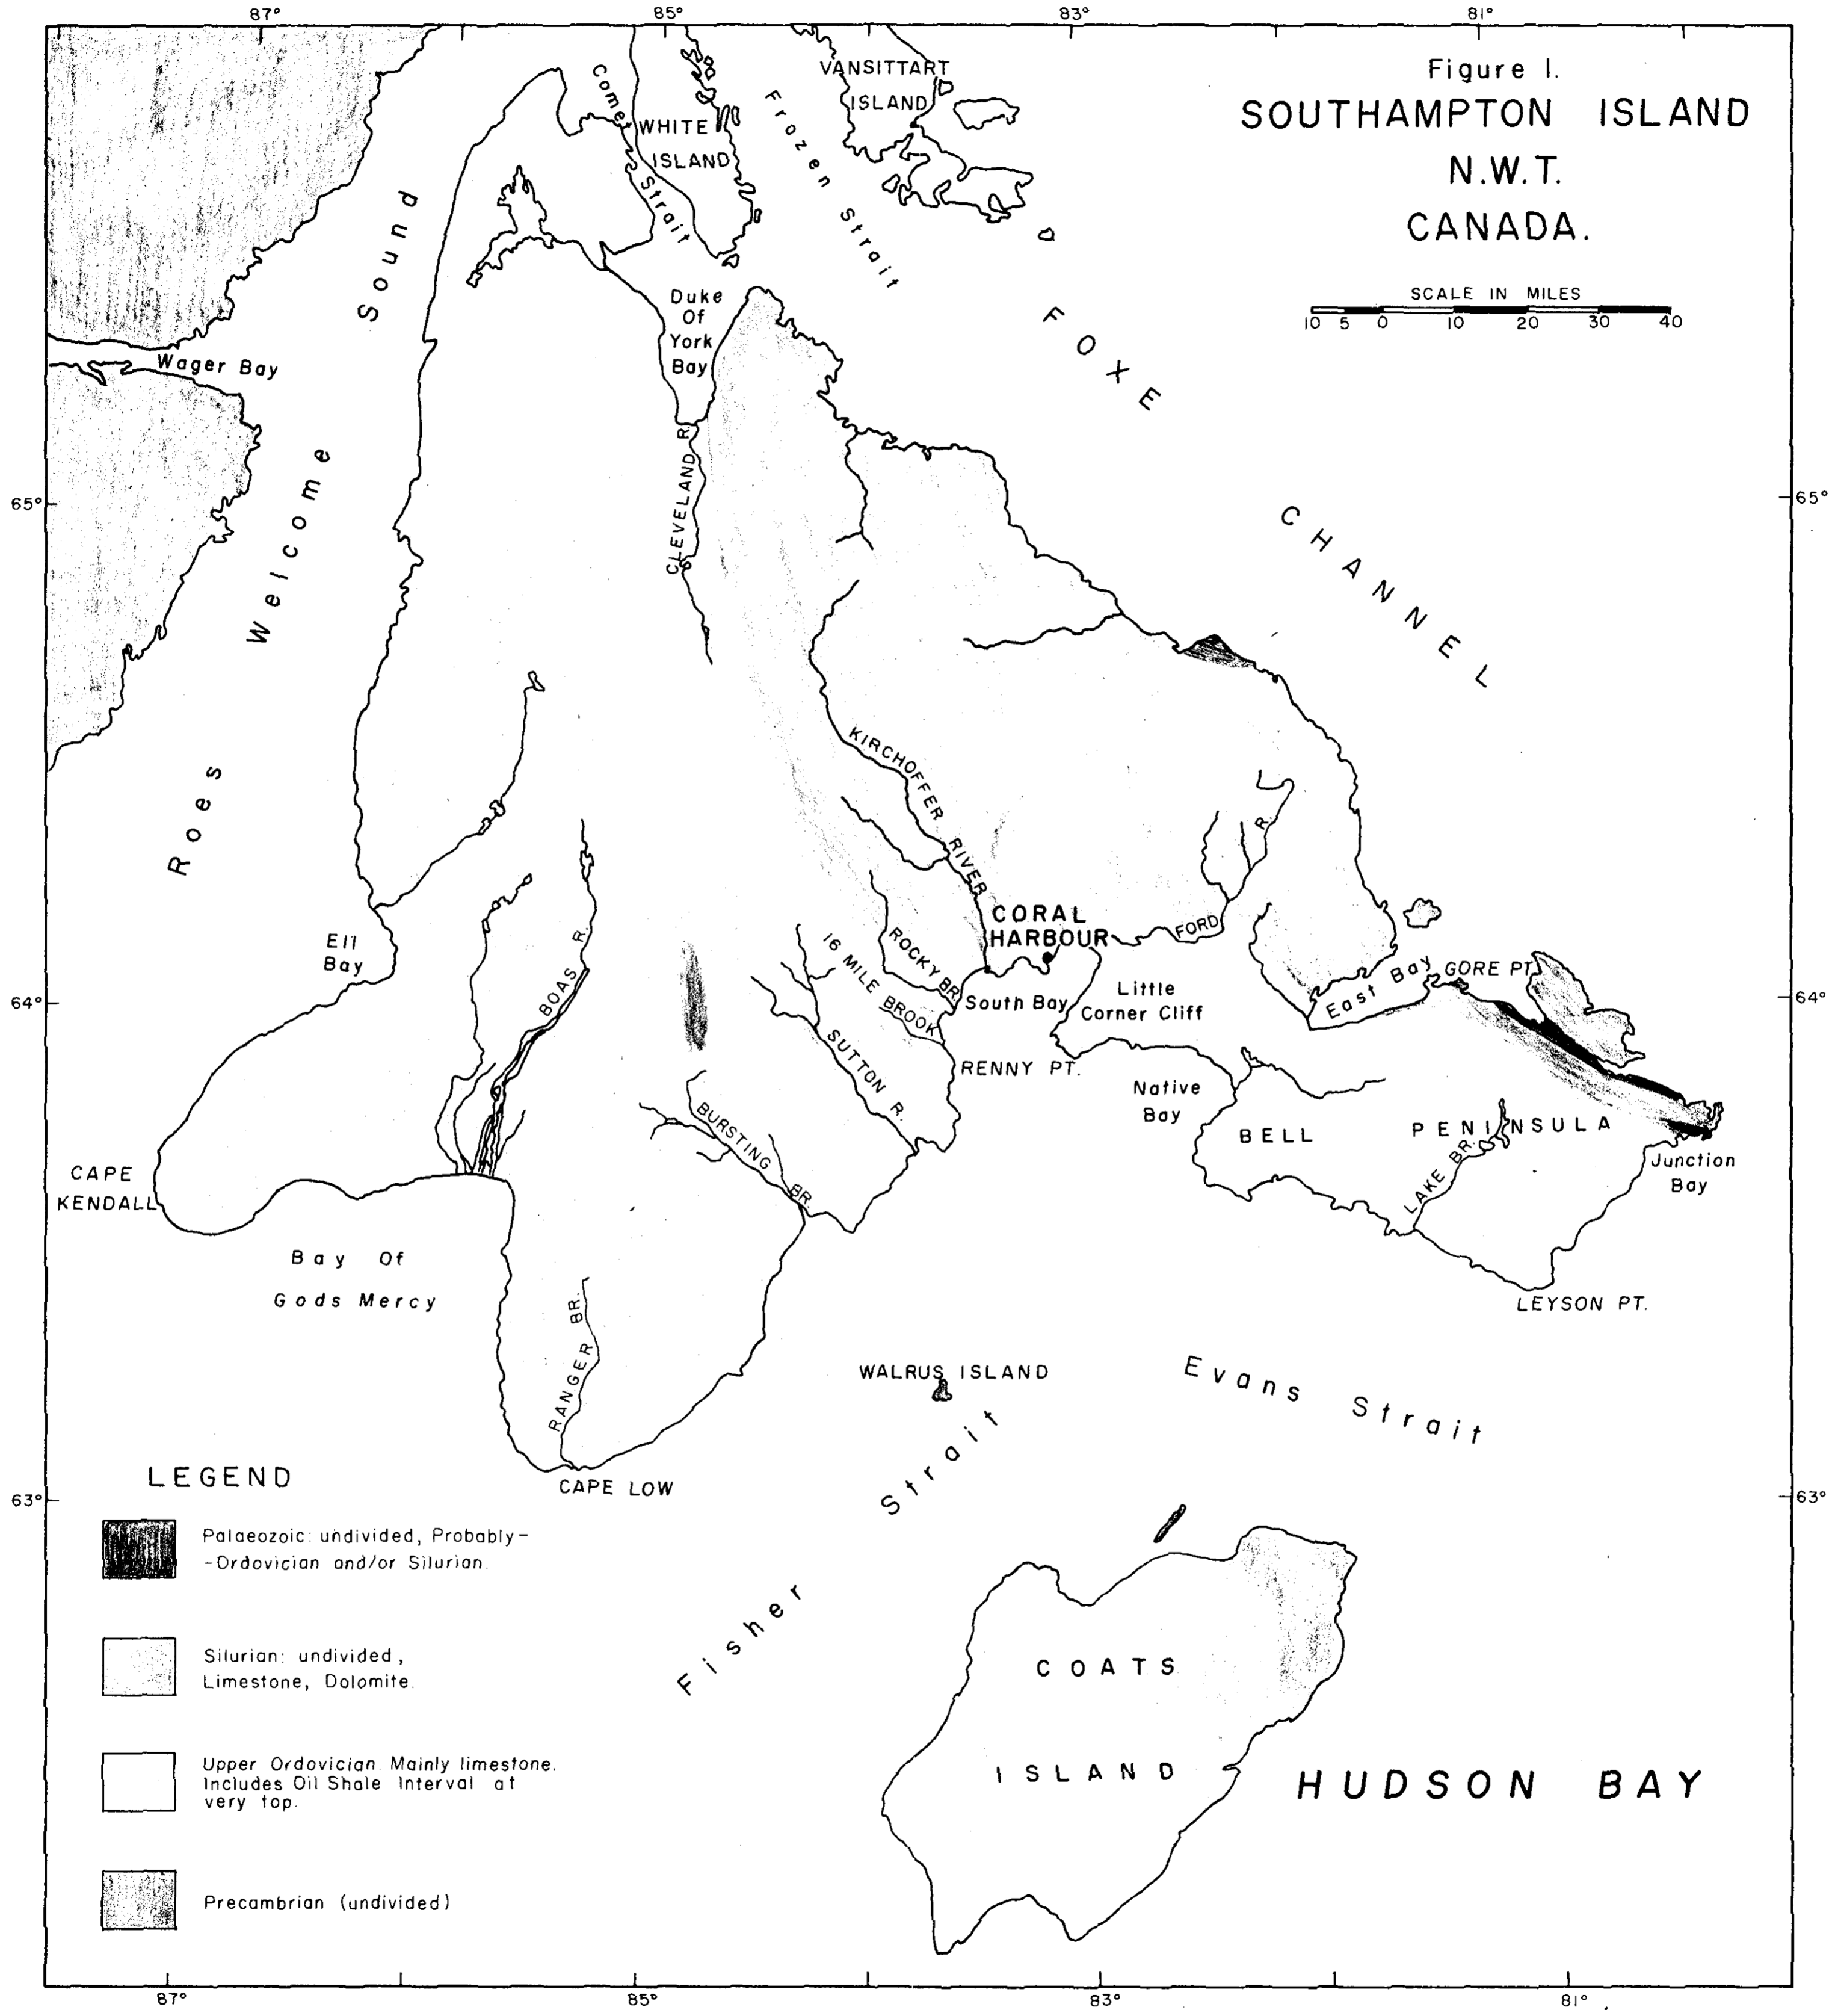 87°
85°
83°
81°
Figure 1.
SOUTHAMPTON ISLAND
N.W.T.
CANADA.
SCALE IN MILES
10 5 0 10 20 30 40
VANSITTART
ISLAND
Comer
Strait
WHITE
ISLAND
Frozen Strait
Duke
Of
York
Bay
Wager Bay
Roes Welcome Sound
FOXE CHANNEL
65°
65°
CLEVELAND R.
KIRCHOFFER RIVER
CORAL
HARBOUR
FORD R.
Ell
Bay
BOAS R.
16 MILE BROOK
ROCKY BR.
South Bay
Little
Corner Cliff
East Bay
GORE PT.
64°
64°
SUTTON R.
RENNY PT.
Native
Bay
BURSTING BR.
BELL PENINSULA
LAKE BR.
Junction
Bay
CAPE
KENDALL
Bay Of
Gods Mercy
LEYSON PT.
RANGER BR.
WALRUS ISLAND
Evans Strait
CAPE LOW
Fisher Strait
63°
63°
COATS
ISLAND
HUDSON BAY
LEGEND
Palaeozoic: undivided, Probably-
-Ordovician and/or Silurian.
Silurian: undivided,
Limestone, Dolomite.
Upper Ordovician. Mainly limestone.
Includes Oil Shale Interval at
very top.
Precambrian (undivided)
87°
85°
83°
81°